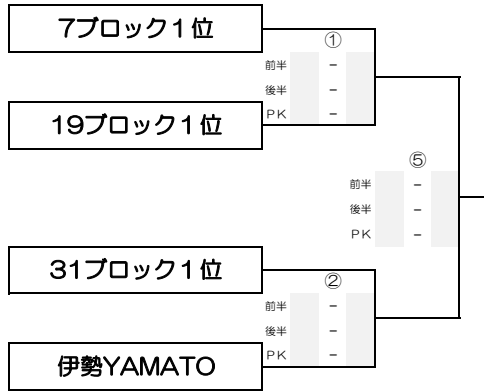 7ブロック1位
①
前半 -
後半 -
PK -
19ブロック1位
⑤
前半 -
後半 -
PK -
31ブロック1位
②
前半 -
後半 -
PK -
伊勢YAMATO